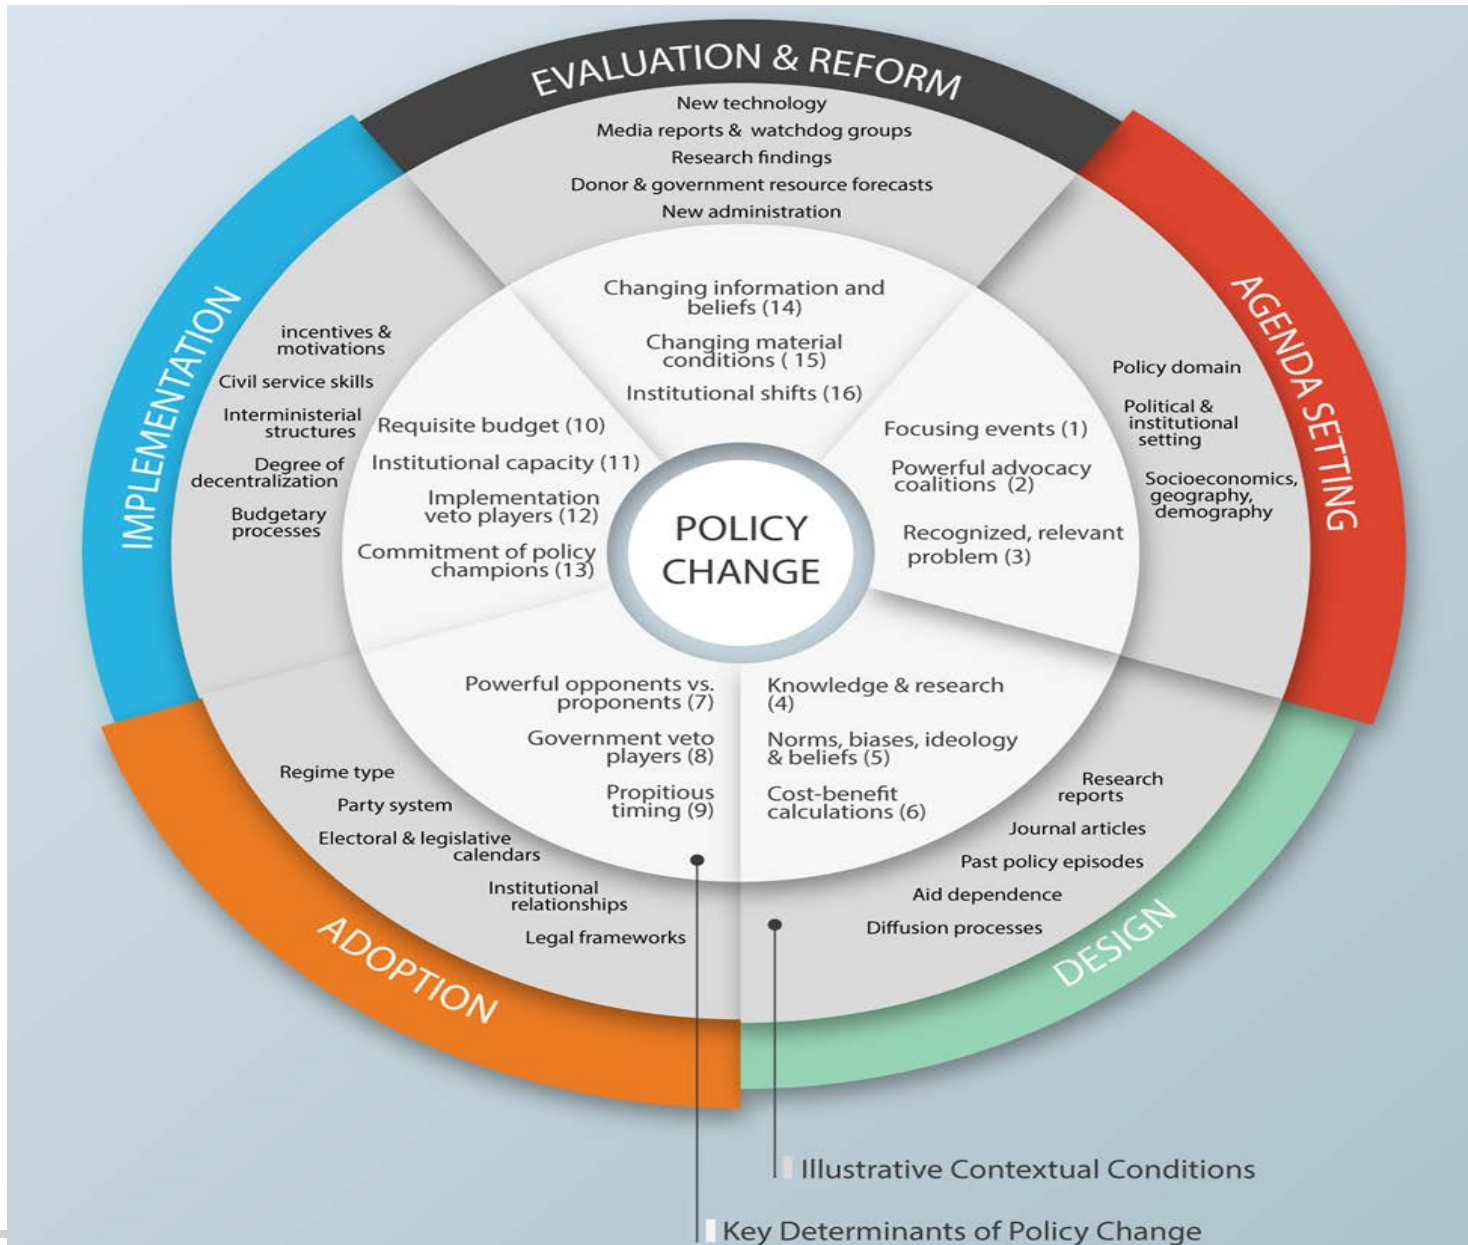 EVALUATION & REFORM
New technology
Media reports & watchdog groups
Research findings
Donor & government resource forecasts
New administration
Changing information and
beliefs (14)
Changing material
conditions ( 15)
Institutional shifts (16)
AGENDA SETTING
Policy domain
Political &
institutional
setting
Socioeconomics,
geography,
demography
Focusing events (1)
Powerful advocacy
coalitions (2)
Recognized, relevant
problem (3)
DESIGN
Knowledge & research
(4)
Norms, biases, ideology
& beliefs (5)
Cost-benefit
calculations (6)
Research
reports
Journal articles
Past policy episodes
Aid dependence
Diffusion processes
ADOPTION
Powerful opponents vs.
proponents (7)
Government veto
players (8)
Propitious
timing (9)
Regime type
Party system
Electoral & legislative
calendars
Institutional
relationships
Legal frameworks
IMPLEMENTATION
incentives &
motivations
Civil service skills
Interministerial
structures
Degree of
decentralization
Budgetary
processes
Requisite budget (10)
Institutional capacity (11)
Implementation
veto players (12)
Commitment of policy
champions (13)
POLICY
CHANGE
Illustrative Contextual Conditions
Key Determinants of Policy Change